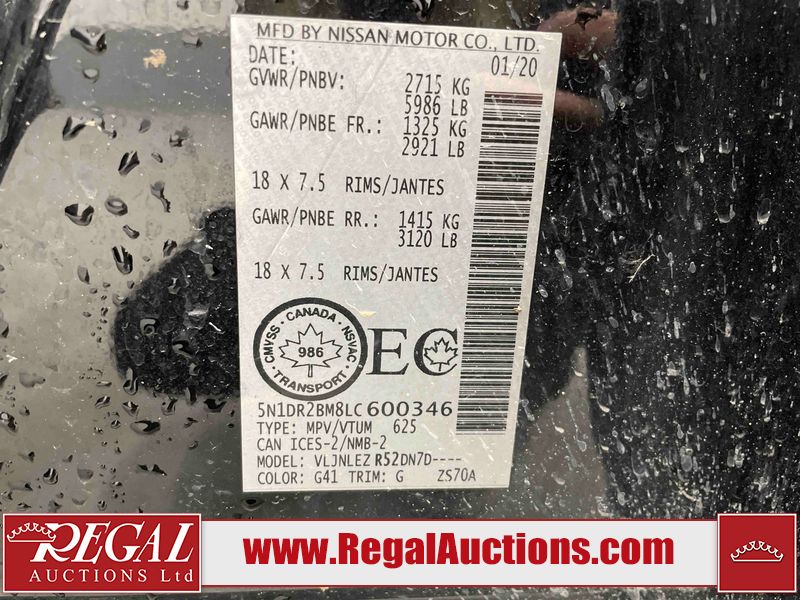 MFD BY NISSAN MOTOR CO., LTD.
DATE: 01/20
GVWR/PNBV: 2715 KG
5986 LB
GAWR/PNBE FR.: 1325 KG
2921 LB
18 X 7.5 RIMS/JANTES
GAWR/PNBE RR.: 1415 KG
3120 LB
18 X 7.5 RIMS/JANTES
CANADA
CMVSS · NSVAC
986
TRANSPORT
EC
5N1DR2BM8LC600346
TYPE: MPV/VTUM 625
CAN ICES-2/NMB-2
MODEL: VLJNLEZ R52DN7D----
COLOR: G41 TRIM: G ZS70A
REGAL
AUCTIONS Ltd
www.RegalAuctions.com